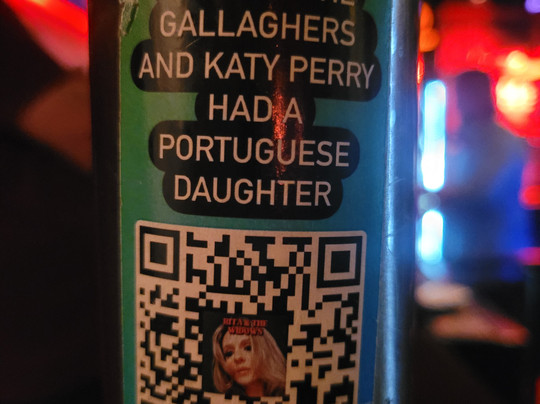 GALLAGHERS
AND KATY PERRY
HAD A
PORTUGUESE
DAUGHTER